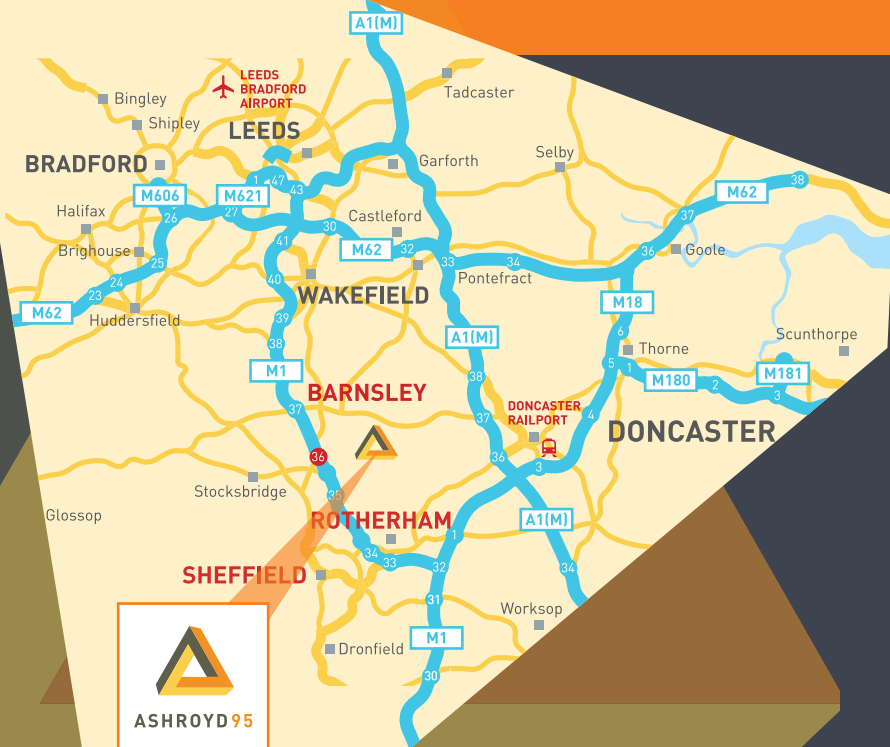 A1(M)
LEEDS
BRADFORD
AIRPORT
Tadcaster
Bingley
Shipley
LEEDS
BRADFORD
Garforth
Selby
M606
M621
1
47
43
M62
38
Halifax
26
27
30
Castleford
37
Brighouse
41
M62
32
36
Goole
25
33
34
Pontefract
24
40
WAKEFIELD
23
M62
Huddersfield
39
A1(M)
M18
6
38
Thorne
Scunthorpe
M1
38
5
1
M180
2
M181
3
BARNSLEY
37
37
DONCASTER
RAILPORT
4
DONCASTER
36
36
3
Stocksbridge
35
Glossop
ROTHERHAM
A1(M)
1
34
33
32
34
SHEFFIELD
31
Worksop
M1
Dronfield
30
ASHROYD95